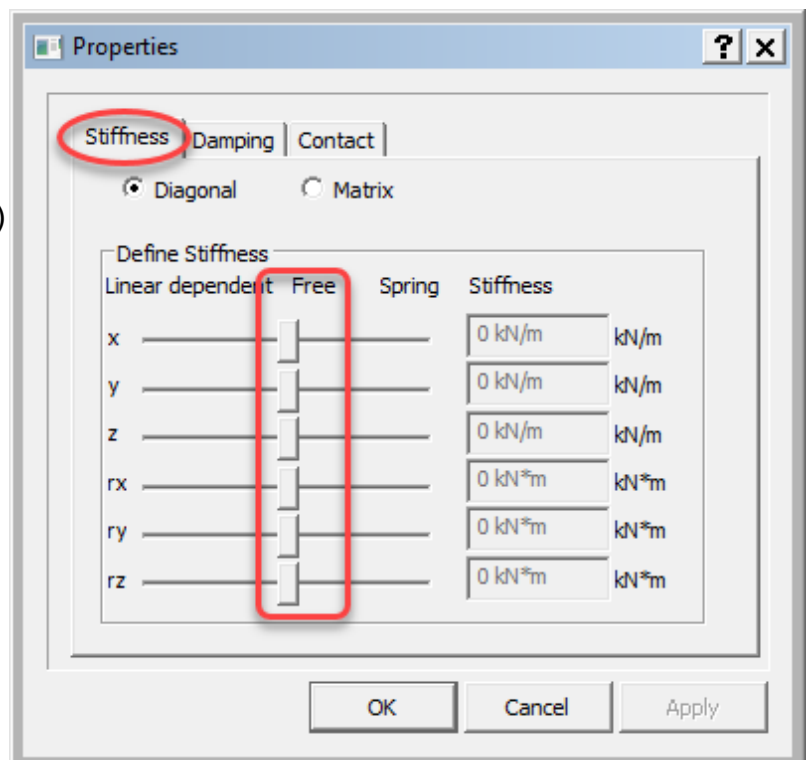 Properties
? x
Stiffness Damping Contact
Diagonal Matrix
)
Define Stiffness
Linear dependent Free Spring Stiffness
x 0 kN/m kN/m
y 0 kN/m kN/m
z 0 kN/m kN/m
rx 0 kN*m kN*m
ry 0 kN*m kN*m
rz 0 kN*m kN*m
OK Cancel Apply